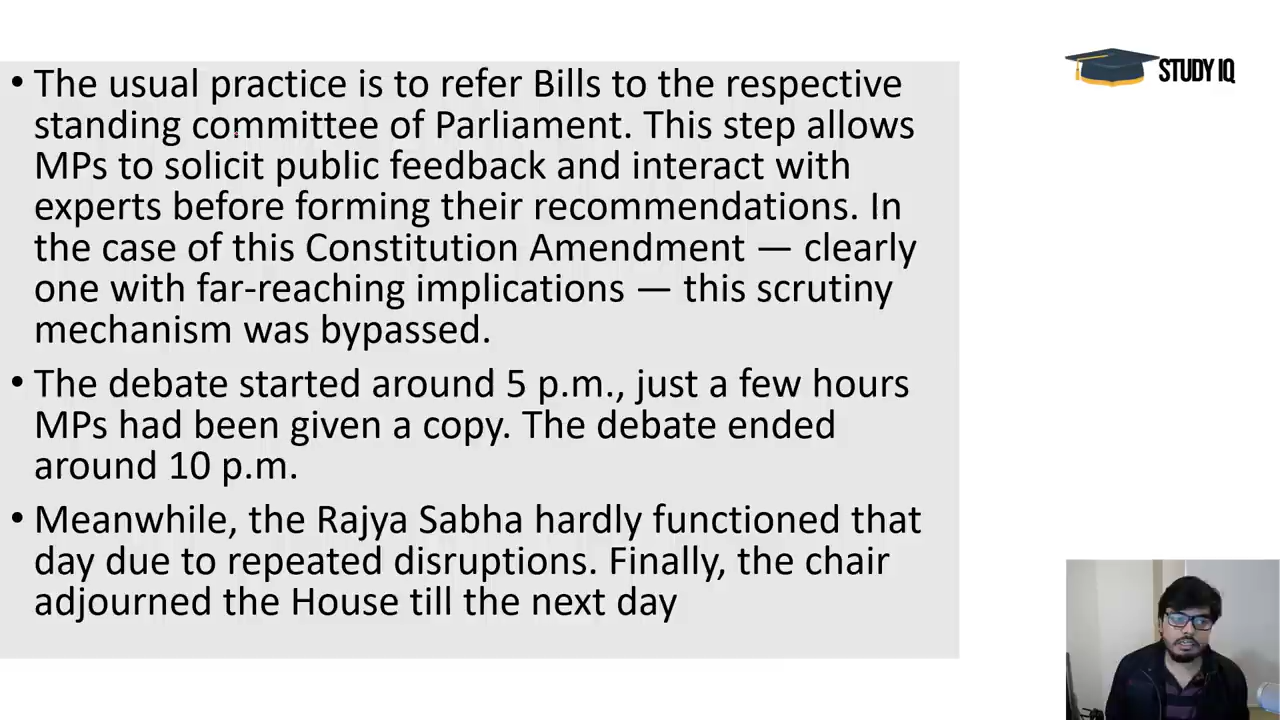 • The usual practice is to refer Bills to the respective
standing committee of Parliament. This step allows
MPs to solicit public feedback and interact with
experts before forming their recommendations. In
the case of this Constitution Amendment — clearly
one with far-reaching implications — this scrutiny
mechanism was bypassed.
• The debate started around 5 p.m., just a few hours
MPs had been given a copy. The debate ended
around 10 p.m.
• Meanwhile, the Rajya Sabha hardly functioned that
day due to repeated disruptions. Finally, the chair
adjourned the House till the next day
STUDY IQ